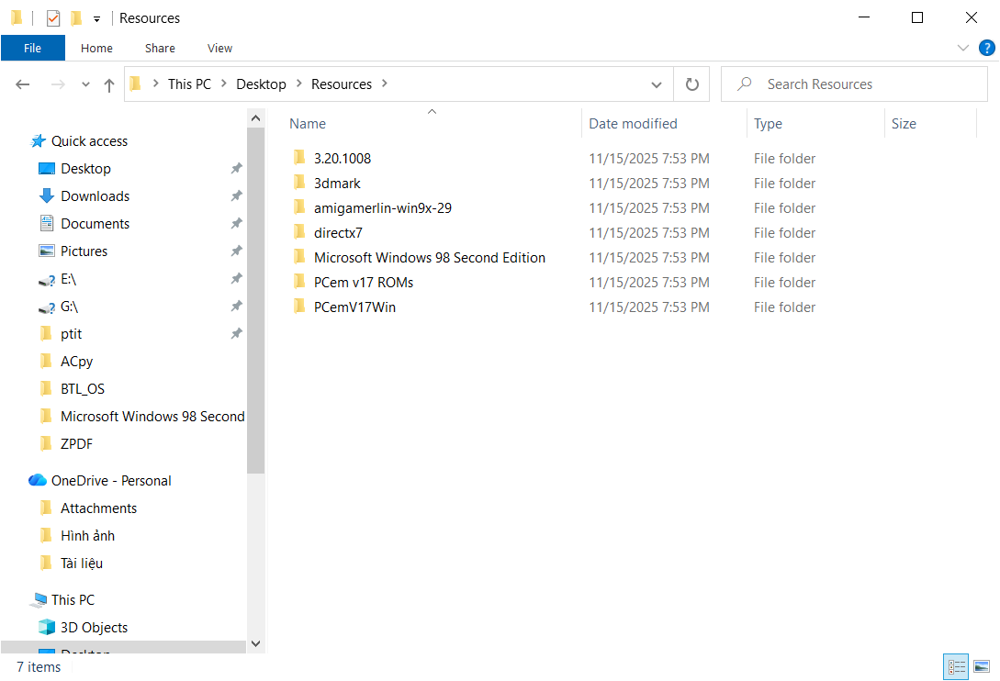 Resources
File Home Share View
This PC Desktop Resources
Search Resources
Name Date modified Type Size
Quick access
Desktop
Downloads
Documents
Pictures
E:\
G:\
ptit
ACpy
BTL_OS
Microsoft Windows 98 Second
ZPDF
OneDrive - Personal
Attachments
Hình ảnh
Tài liệu
This PC
3D Objects
Desktop
3.20.1008 11/15/2025 7:53 PM File folder
3dmark 11/15/2025 7:53 PM File folder
amigamerlin-win9x-29 11/15/2025 7:53 PM File folder
directx7 11/15/2025 7:53 PM File folder
Microsoft Windows 98 Second Edition 11/15/2025 7:53 PM File folder
PCem v17 ROMs 11/15/2025 7:53 PM File folder
PCemV17Win 11/15/2025 7:53 PM File folder
7 items